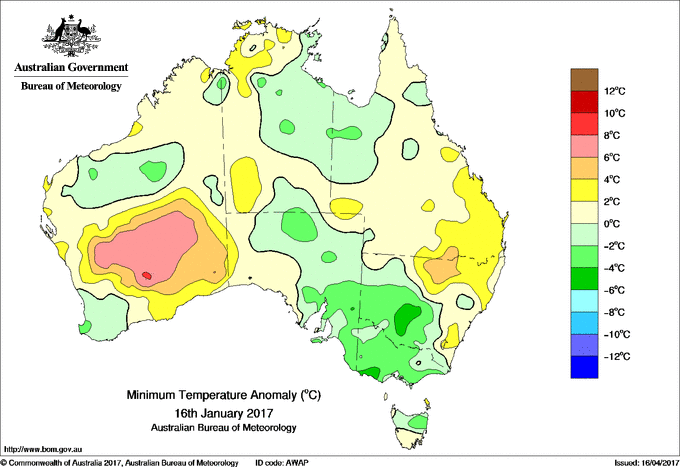 Australian Government
Bureau of Meteorology
12°C
10°C
8°C
6°C
4°C
2°C
0°C
-2°C
-4°C
-6°C
-8°C
-10°C
-12°C
Minimum Temperature Anomaly (°C)
16th January 2017
Australian Bureau of Meteorology
http://www.bom.gov.au
© Commonwealth of Australia 2017, Australian Bureau of Meteorology ID code: AWAP Issued: 16/04/2017